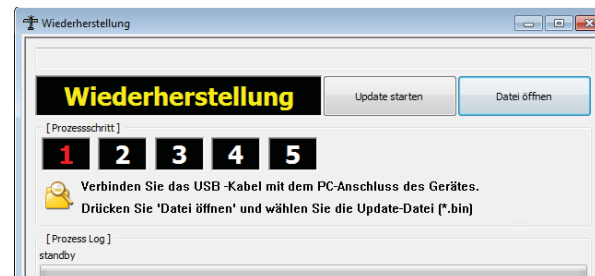 Wiederherstellung
Wiederherstellung Update starten Datei öffnen
[ Prozessschritt ]
1 2 3 4 5
Verbinden Sie das USB -Kabel mit dem PC-Anschluss des Gerätes.
Drücken Sie 'Datei öffnen' und wählen Sie die Update-Datei (*.bin)
[ Prozess Log ]
standby